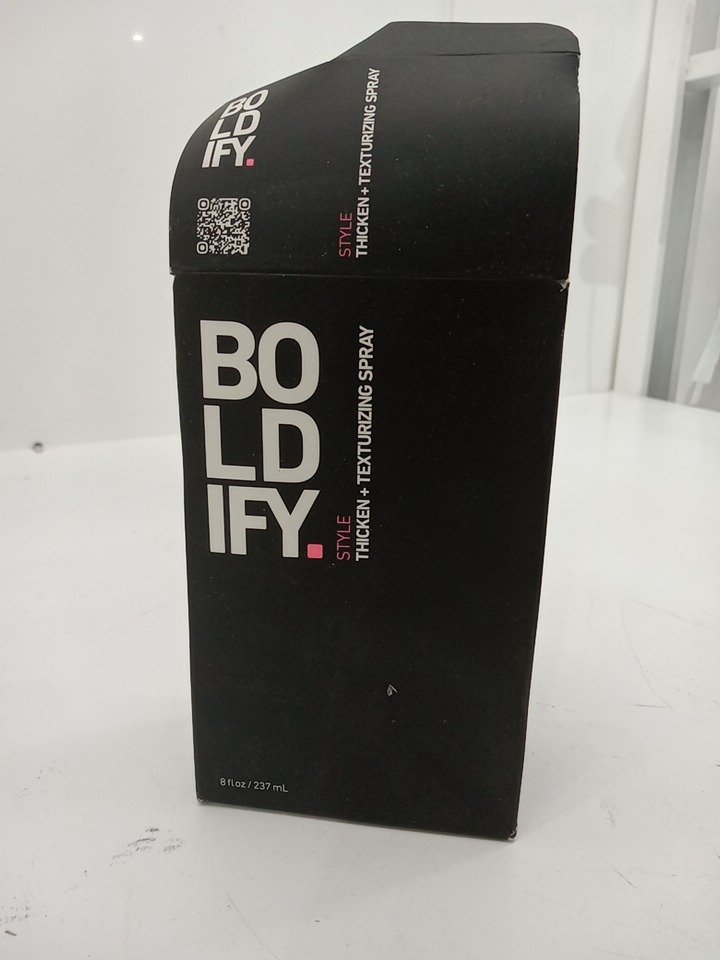 BO
LD
IFY.
STYLE
THICKEN + TEXTURIZING SPRAY
BO
LD
IFY.
STYLE
THICKEN + TEXTURIZING SPRAY
8 fl oz / 237 mL